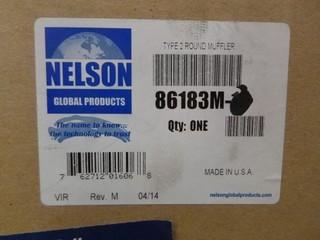 TYPE 2 ROUND MUFFLER
NELSON
GLOBAL PRODUCTS
86183M-
Qty: ONE
The name to know...
the technology to trust
MADE IN U.S.A.
7 62712 01606 8
VIR Rev. M 04/14
nelsonglobalproducts.com